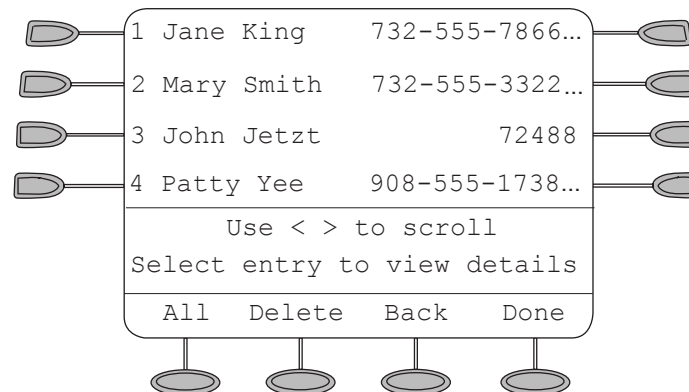 1 Jane King 732-555-7866...
2 Mary Smith 732-555-3322...
3 John Jetzt 72488
4 Patty Yee 908-555-1738...
Use < > to scroll
Select entry to view details
All Delete Back Done